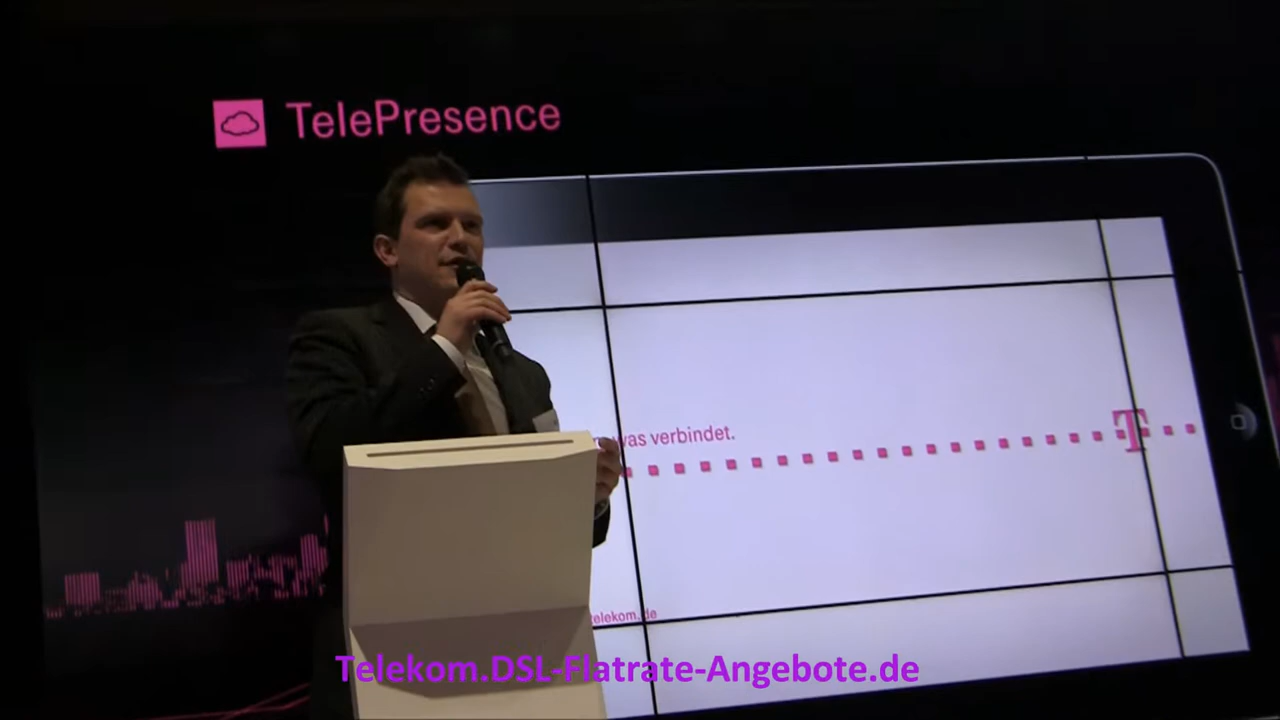 TelePresence
was verbindet.
T
telekom.de
Telekom.DSL-Flatrate-Angebote.de